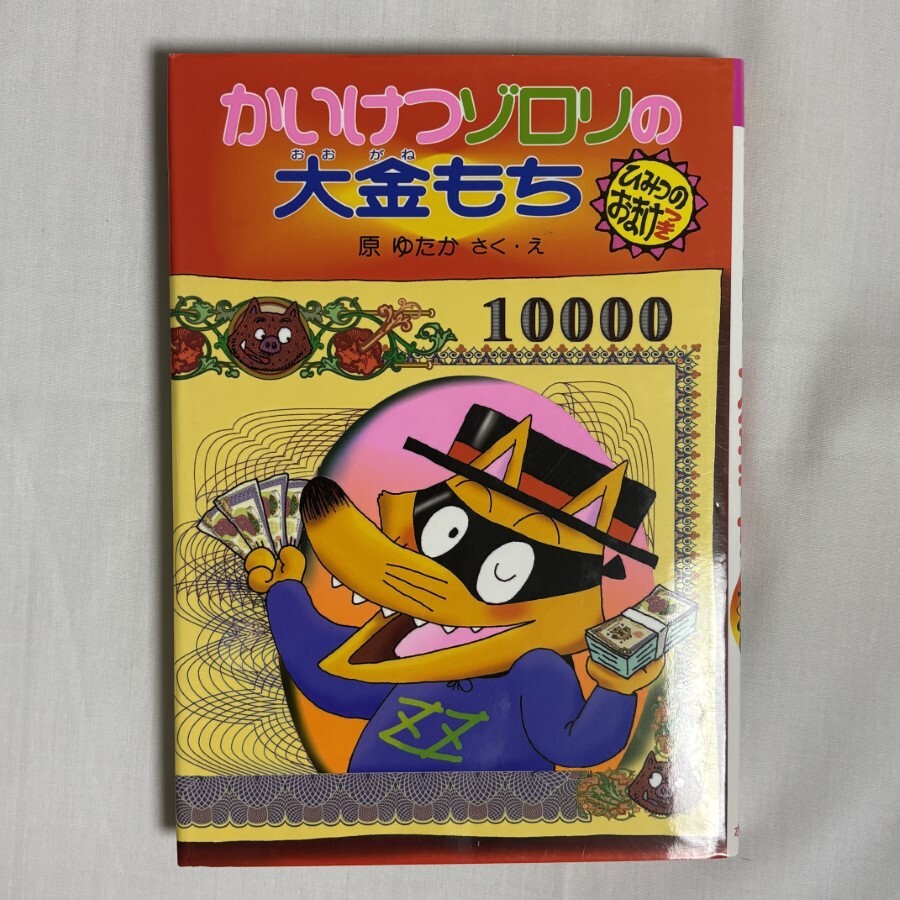 かいけつゾロリの
おおがね
大金もち
ひみつの
おまけ
つき
原 ゆたか さく・え
10000
ZZ